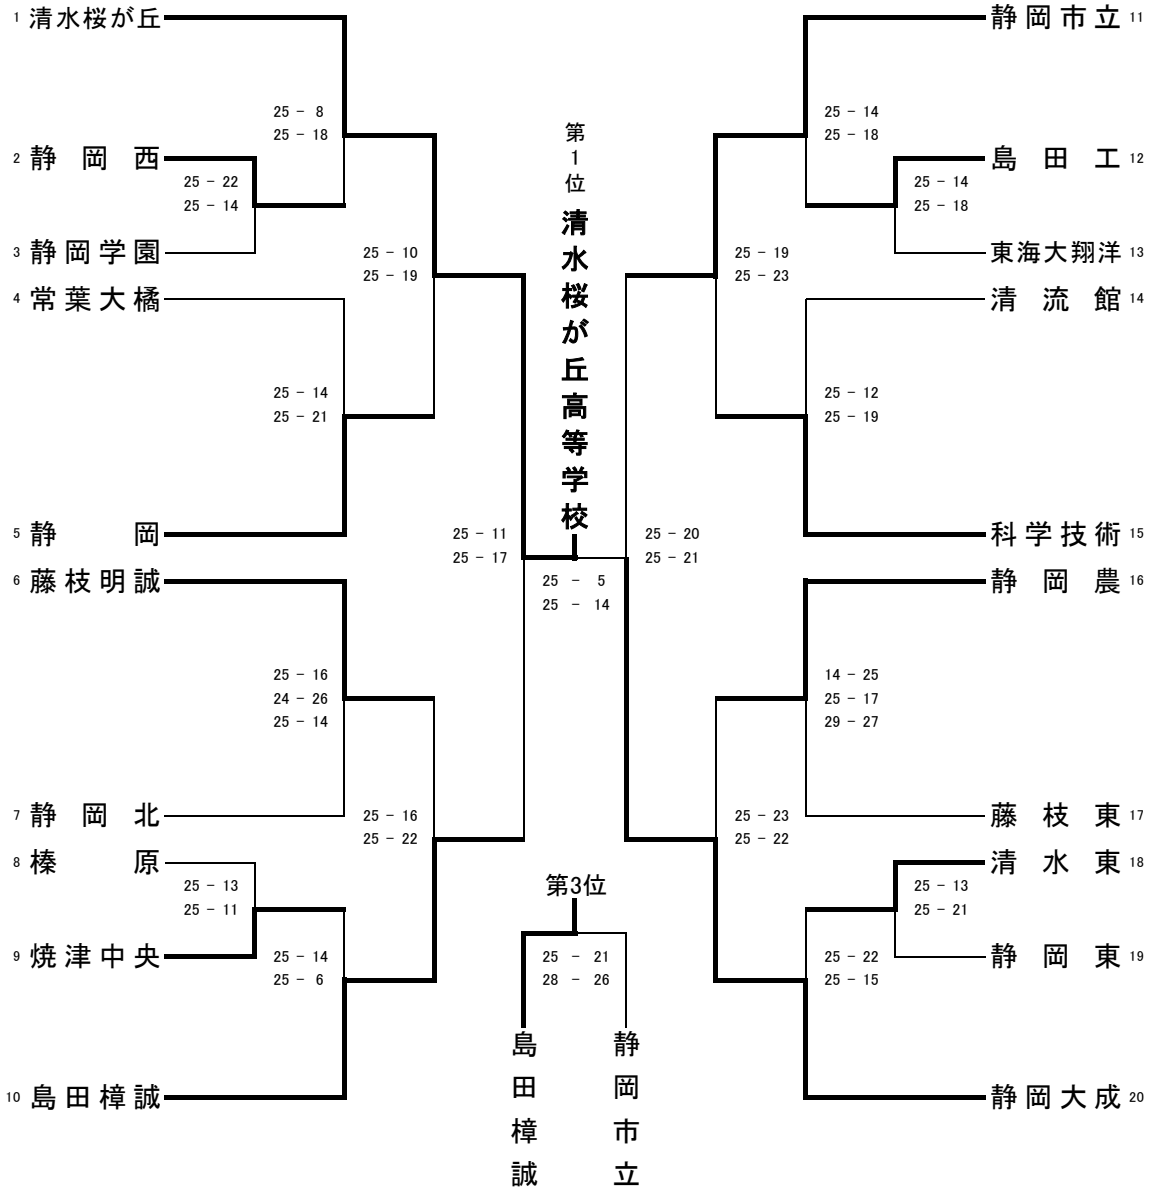 1 清水桜が丘
25 - 8
25 - 18
2 静岡西
25 - 22
25 - 14
3 静岡学園
25 - 10
25 - 19
4 常葉大橘
25 - 14
25 - 21
5 静岡
25 - 11
25 - 17
6 藤枝明誠
25 - 16
24 - 26
25 - 14
7 静岡北
25 - 16
25 - 22
8 榛原
25 - 13
25 - 11
9 焼津中央
25 - 14
25 - 6
10 島田樟誠
第1位
清水桜が丘高等学校
25 - 5
25 - 14
第3位
25 - 21
28 - 26
島田樟誠
静岡市立
静岡市立 11
25 - 14
25 - 18
島田工 12
25 - 14
25 - 18
東海大翔洋 13
25 - 19
25 - 23
清流館 14
25 - 12
25 - 19
科学技術 15
25 - 20
25 - 21
静岡農 16
14 - 25
25 - 17
29 - 27
藤枝東 17
25 - 23
25 - 22
清水東 18
25 - 13
25 - 21
静岡東 19
25 - 22
25 - 15
静岡大成 20